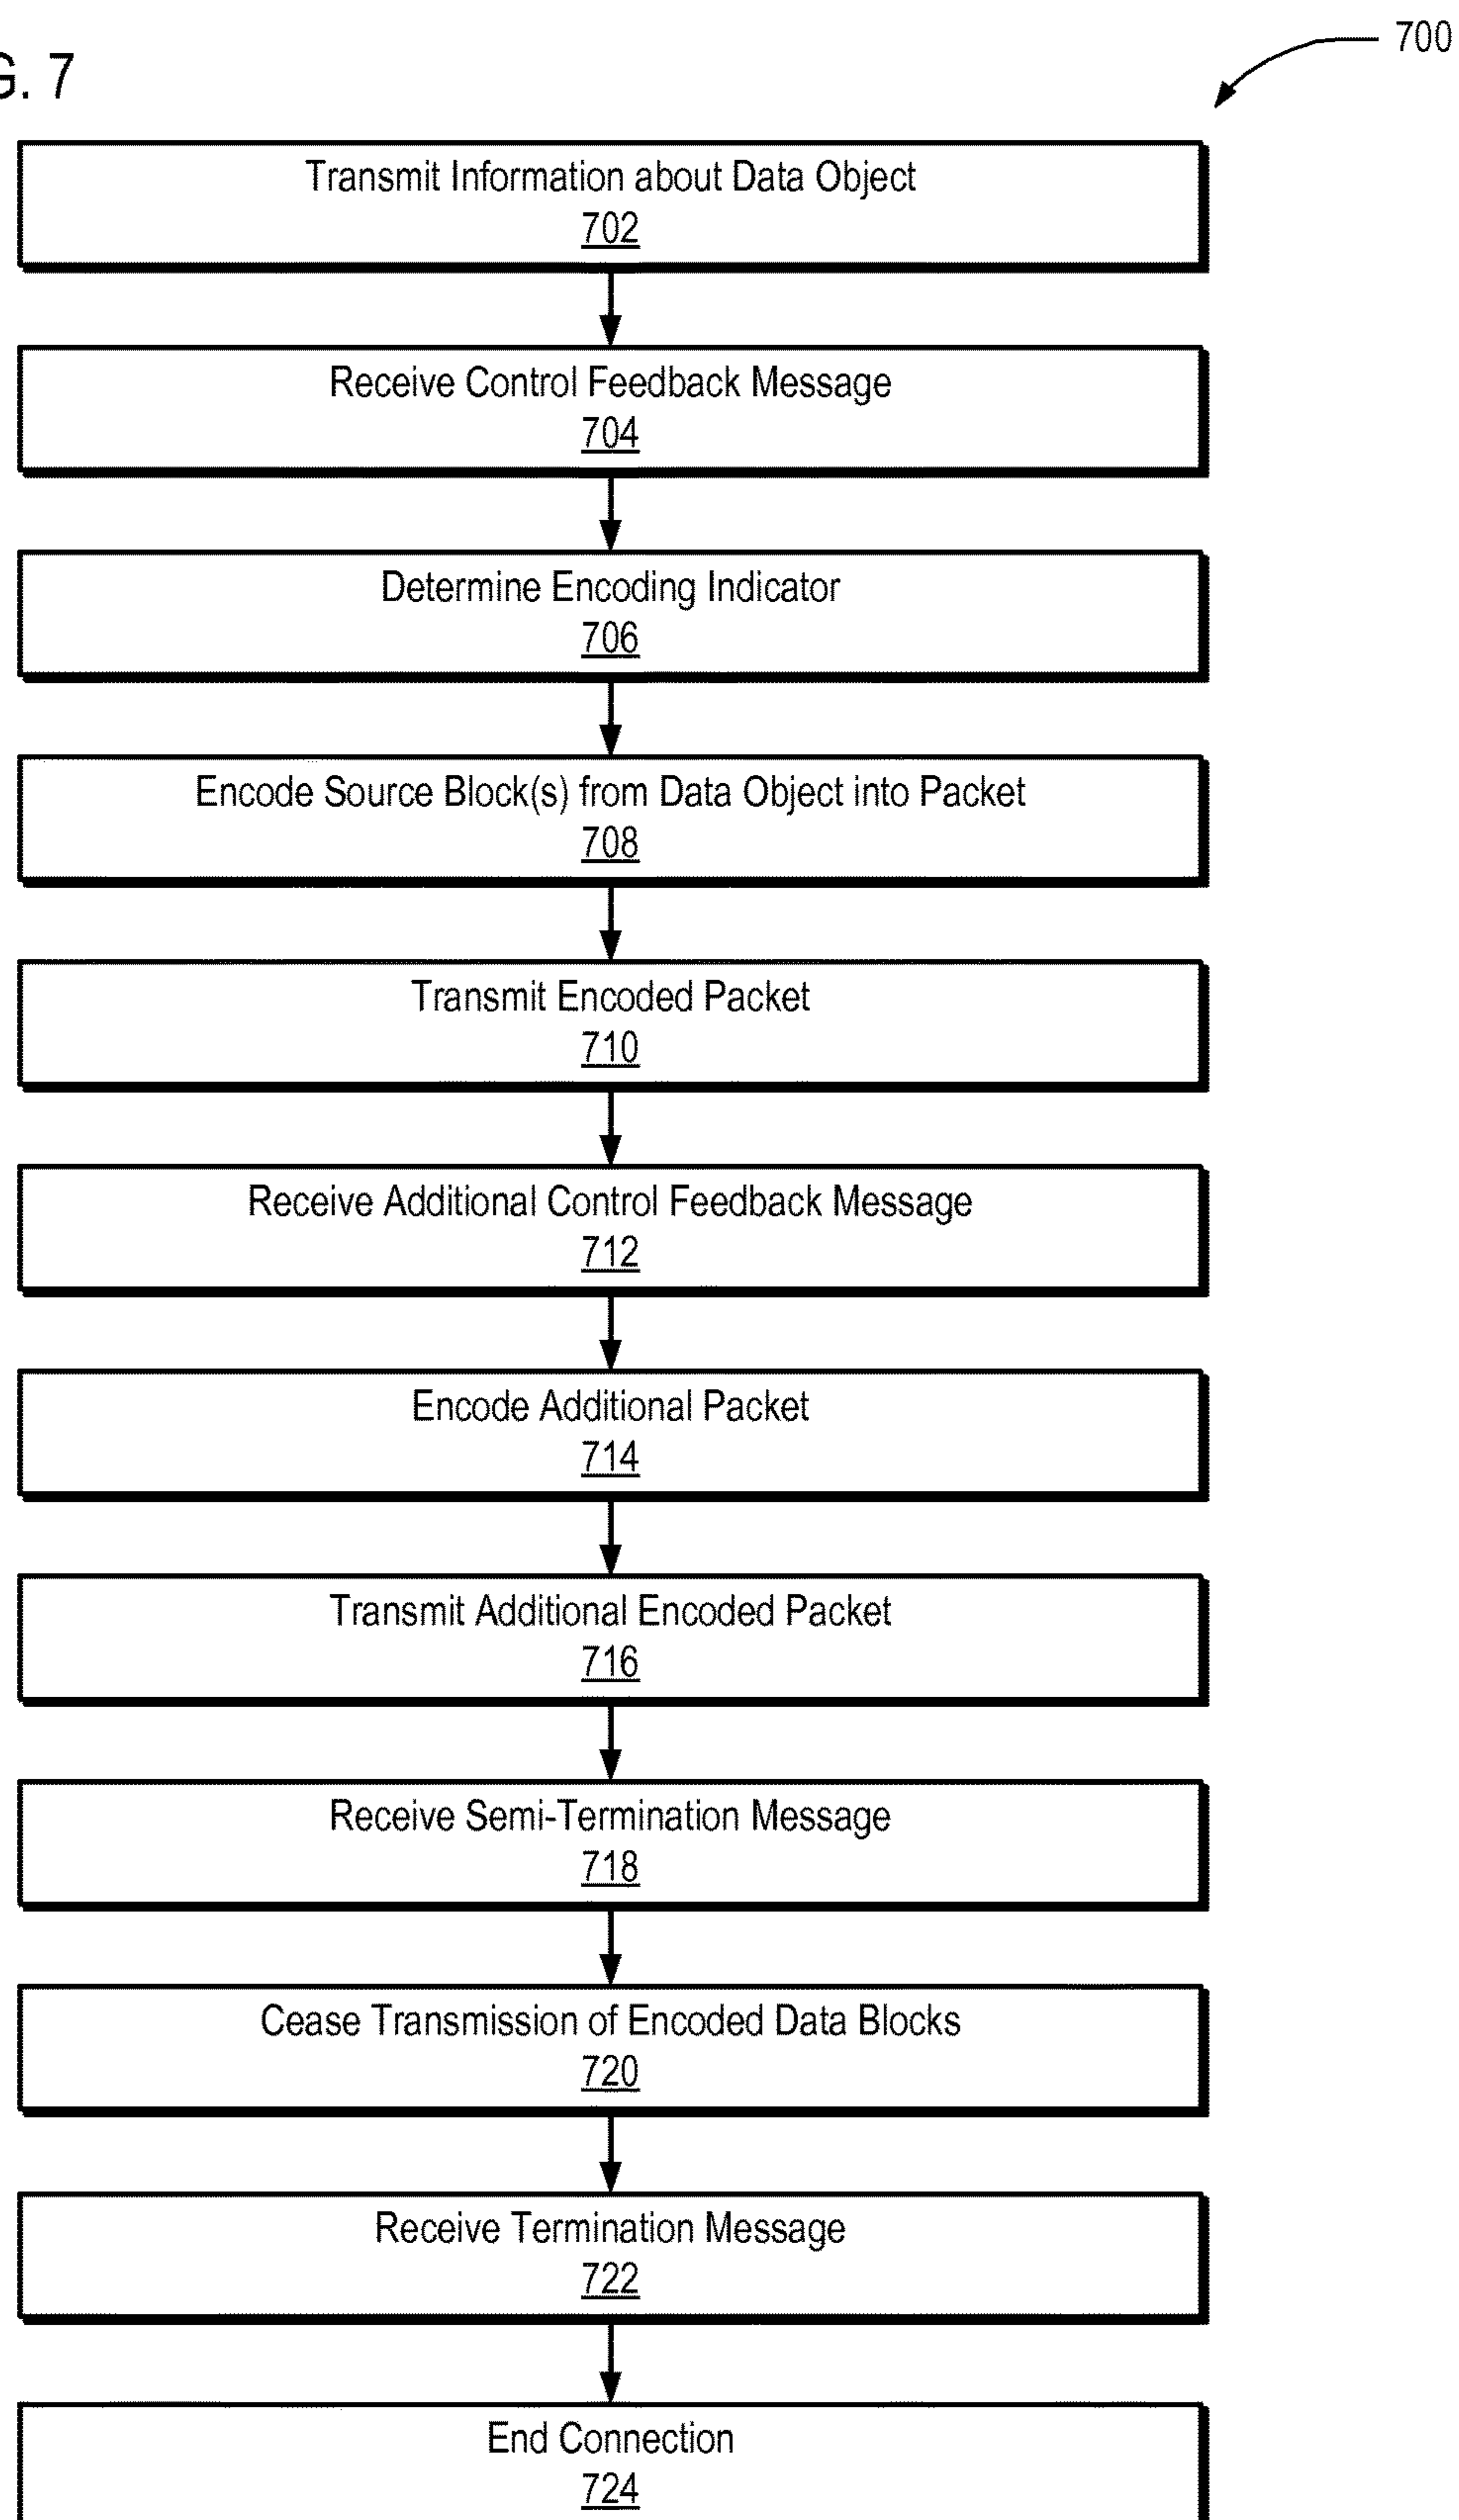 G. 7
700
Transmit Information about Data Object
702
Receive Control Feedback Message
704
Determine Encoding Indicator
706
Encode Source Block(s) from Data Object into Packet
708
Transmit Encoded Packet
710
Receive Additional Control Feedback Message
712
Encode Additional Packet
714
Transmit Additional Encoded Packet
716
Receive Semi-Termination Message
718
Cease Transmission of Encoded Data Blocks
720
Receive Termination Message
722
End Connection
724